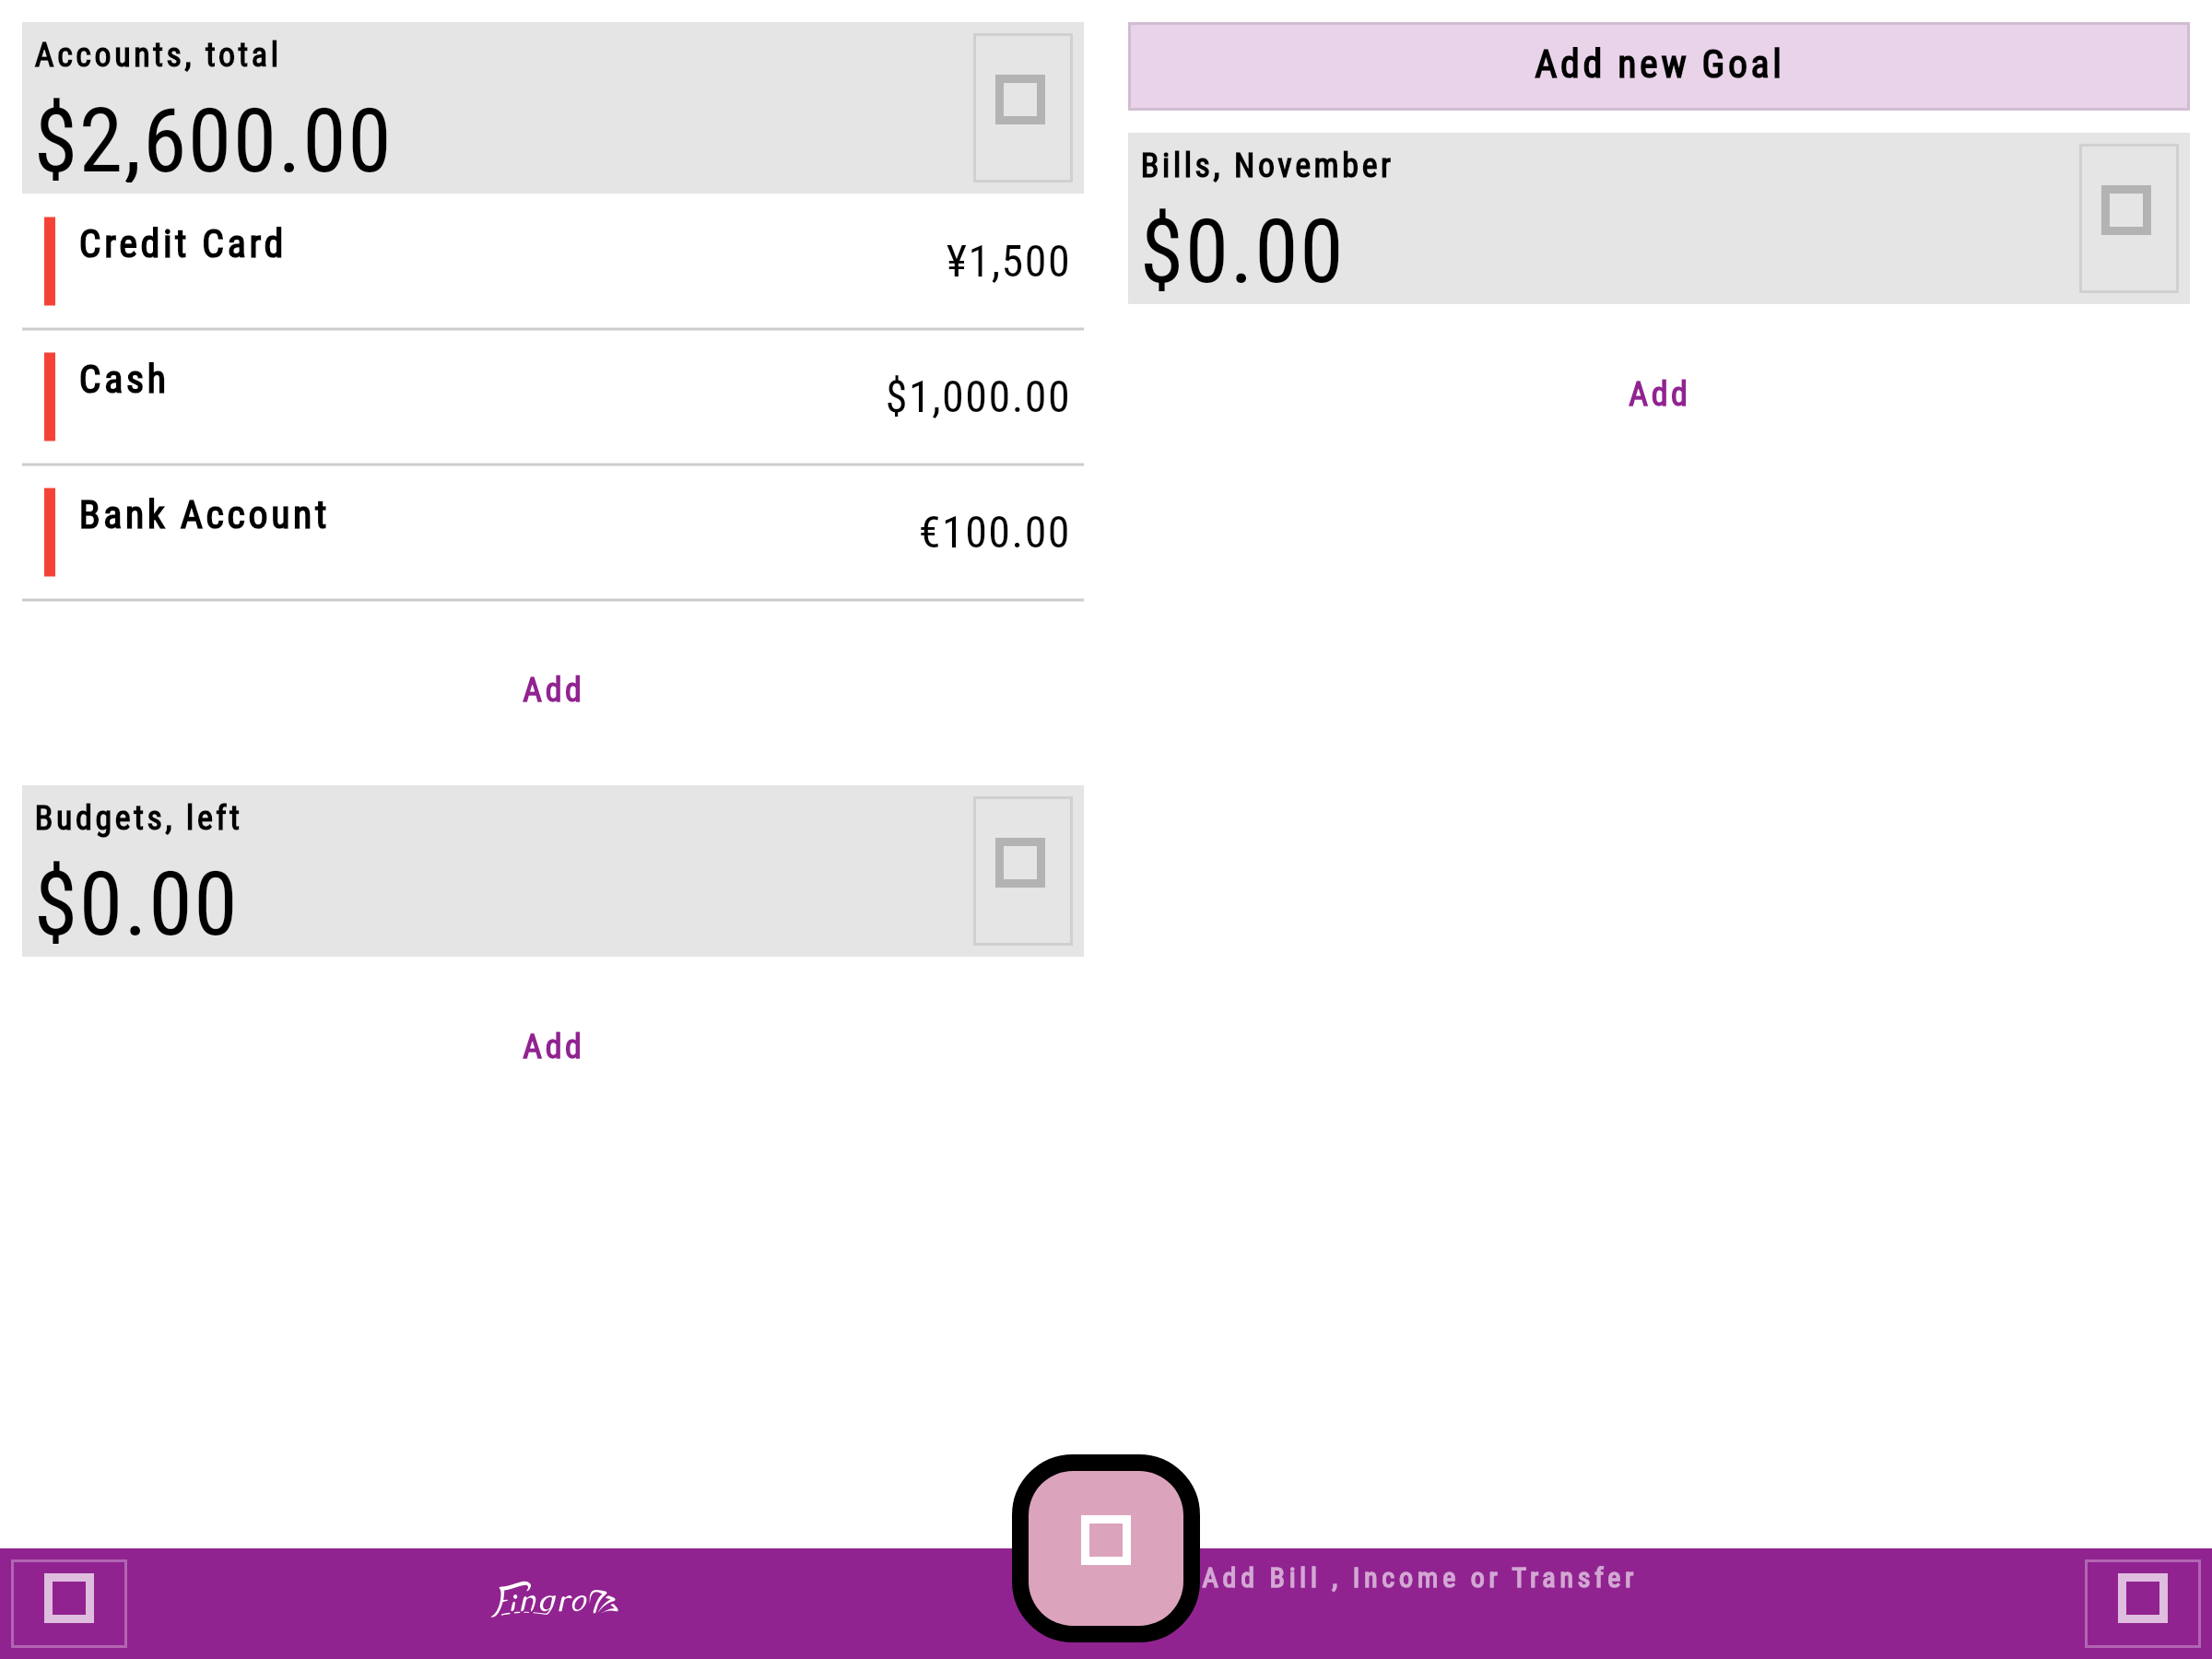 Accounts, total
$2,600.00
Credit Card
¥1,500
Cash
$1,000.00
Bank Account
€100.00
Add
Budgets, left
$0.00
Add
Add new Goal
Bills, November
$0.00
Add
Fingro
Add Bill , Income or Transfer